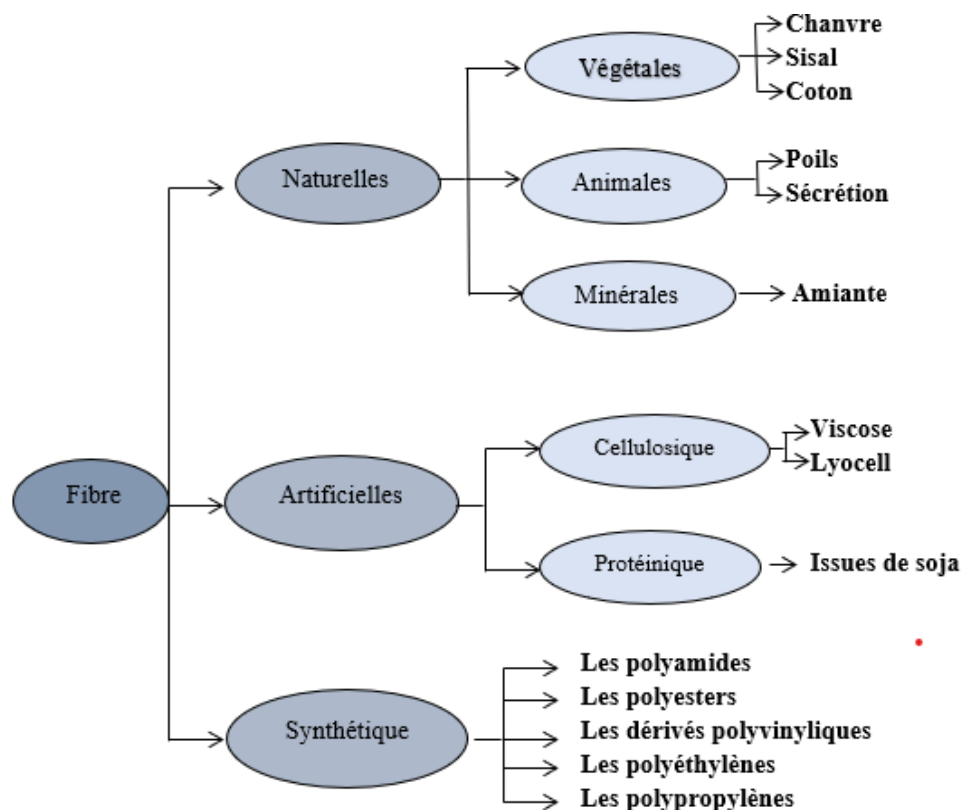 Chanvre
Végétales
Sisal
Coton
Naturelles
Poils
Animales
Sécrétion
Minérales
Amiante
Cellulosique
Viscose
Lyocell
Fibre
Artificielles
Protéinique
Issues de soja
Les polyamides
Les polyesters
Synthétique
Les dérivés polyvinyliques
Les polyéthylènes
Les polypropylènes